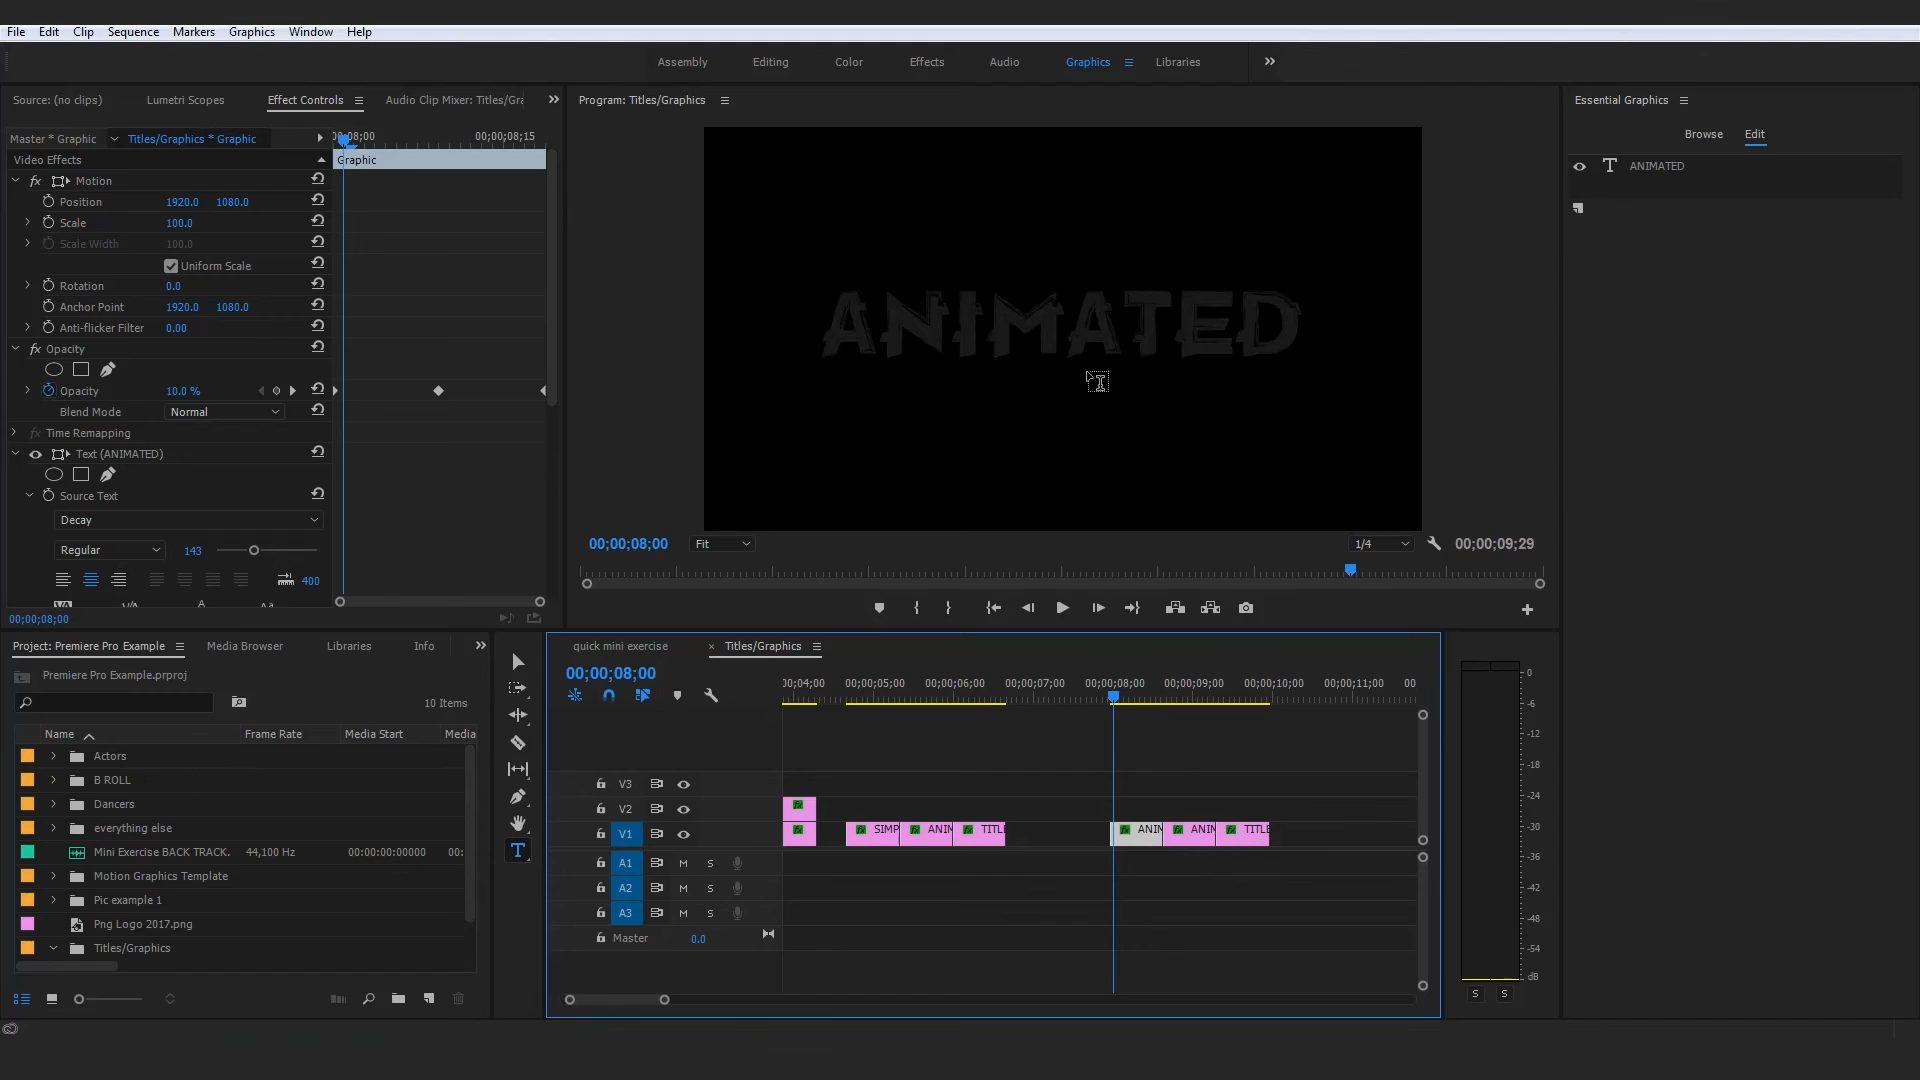 File Edit Clip Sequence Markers Graphics Window Help
Assembly Editing Color Effects Audio Graphics Libraries
Source: (no clips) Lumetri Scopes Effect Controls Audio Clip Mixer: Titles/Gra
Program: Titles/Graphics
Essential Graphics
Browse Edit
ANIMATED
Master * Graphic Titles/Graphics * Graphic 00;08;00 00;00;08;15
Video Effects Graphic
fx Motion
Position 1920.0 1080.0
Scale 100.0
Scale Width 100.0
Uniform Scale
Rotation 0.0
Anchor Point 1920.0 1080.0
Anti-flicker Filter 0.00
fx Opacity
Opacity 10.0 %
Blend Mode Normal
fx Time Remapping
Text (ANIMATED)
Source Text
Decay
Regular 143
400
00;00;08;00
ANIMATED
00;00;08;00 Fit 1/4 00;00;09;29
Project: Premiere Pro Example Media Browser Libraries Info
Premiere Pro Example.prproj
10 Items
Name Frame Rate Media Start Media
Actors
B ROLL
Dancers
everything else
Mini Exercise BACK TRACK. 44,100 Hz 00:00:00:00000 00:
Motion Graphics Template
Pic example 1
Png Logo 2017.png
Titles/Graphics
quick mini exercise × Titles/Graphics
00;00;08;00
;00;04;00 00;00;05;00 00;00;06;00 00;00;07;00 00;00;08;00 00;00;09;00 00;00;10;00 00;00;11;00 00
V3
V2 fx
V1 fx fx SIMP fx ANIM fx TITLE fx ANIM fx ANIM fx TITLE
A1 M S
A2 M S
A3 M S
Master 0.0
0
-6
-12
-18
-24
-30
-36
-42
-48
-54
dB
S S